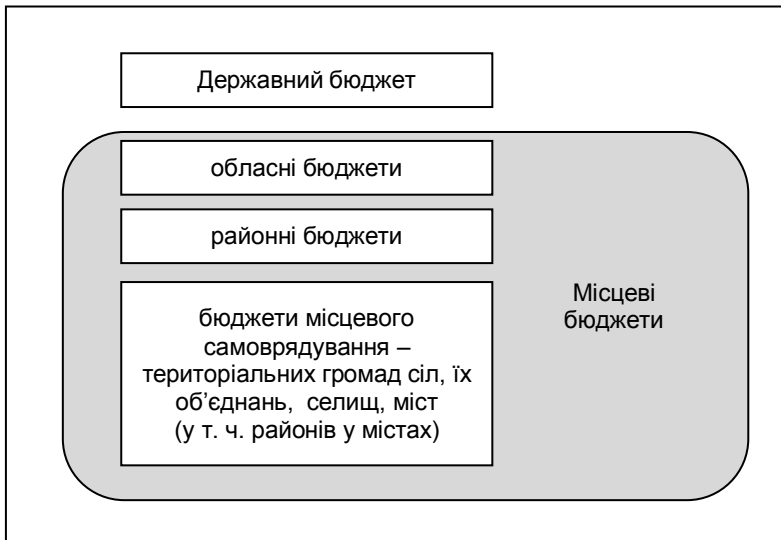 Державний бюджет
обласні бюджети
районні бюджети
бюджети місцевого
самоврядування –
територіальних громад сіл, їх
об’єднань, селищ, міст
(у т. ч. районів у містах)
Місцеві
бюджети